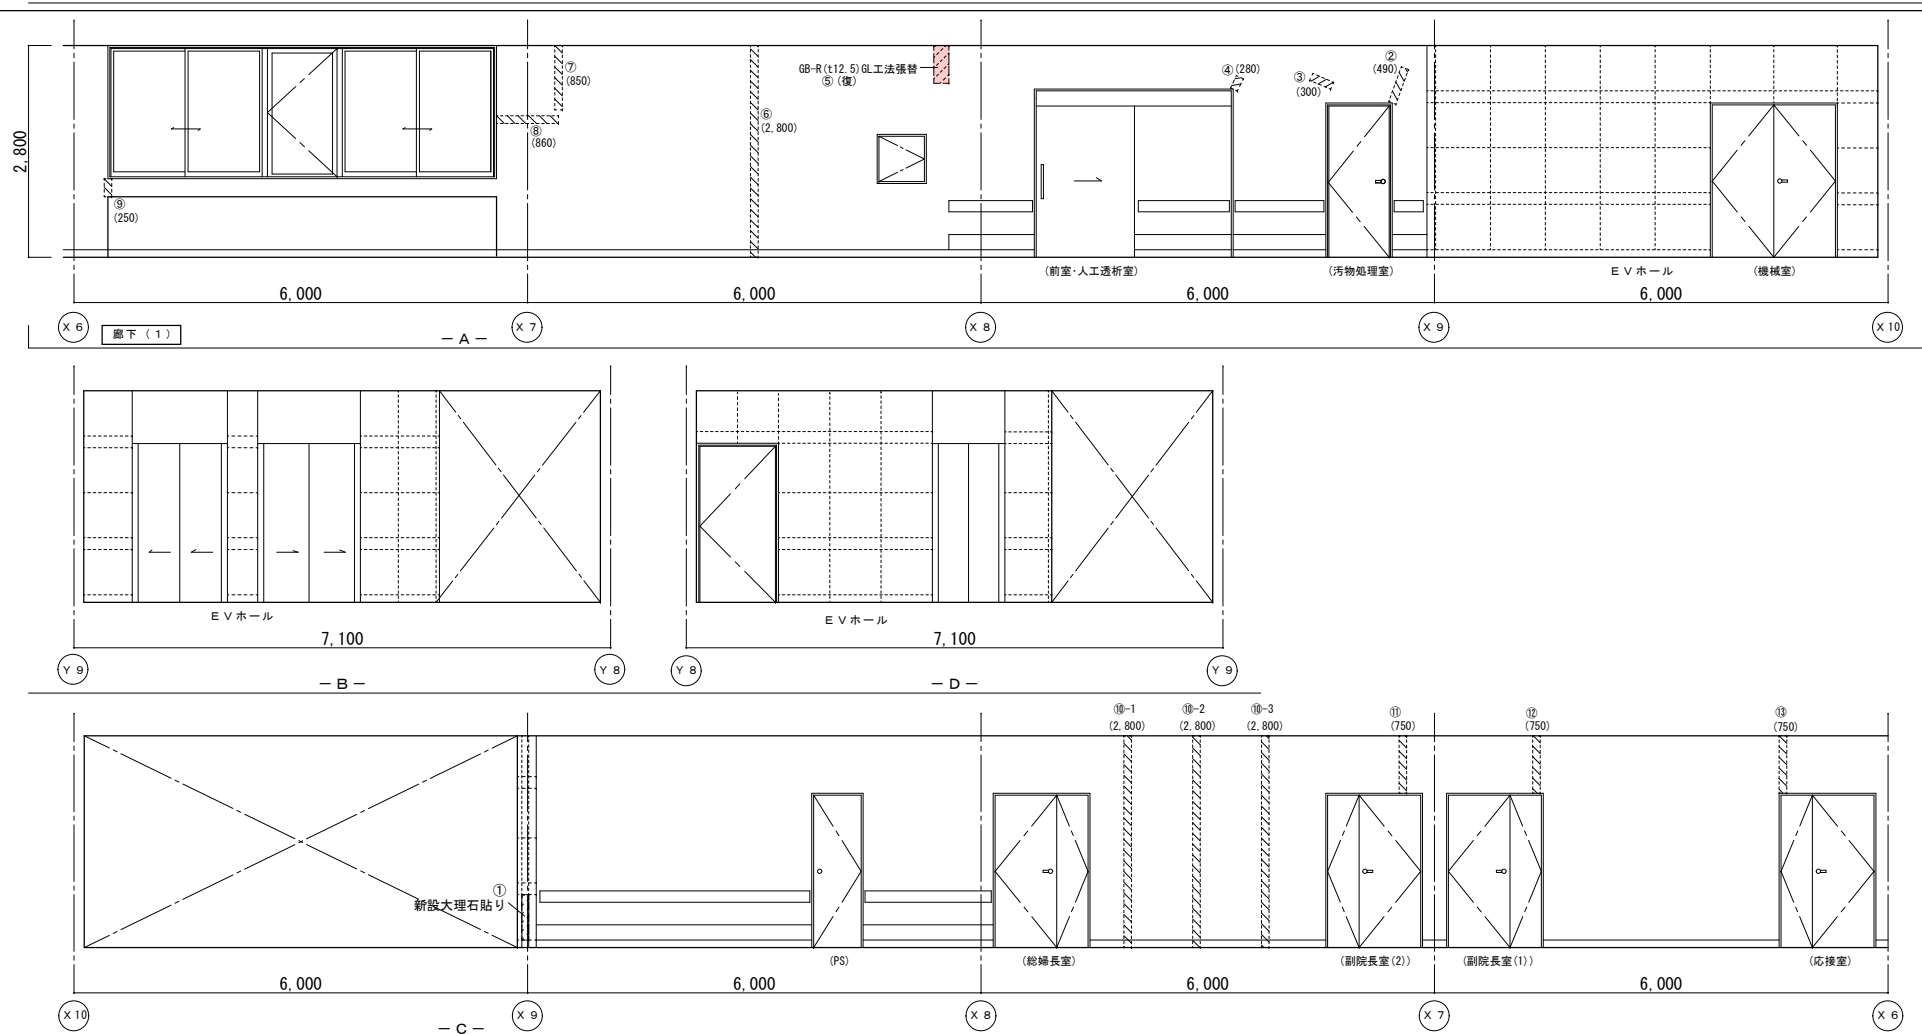 ⑦
(850)
GB-R(t12.5)GL工法張替
⑤(復)
④(280)
③
(300)
②
(490)
⑥
(2,800)
⑧
(860)
2,800
⑨
(250)
(前室・人工透析室)
(汚物処理室)
EVホール
(機械室)
6,000
6,000
6,000
6,000
X6
廊下(1)
X7
X8
X9
X10
－A－
EVホール
EVホール
7,100
7,100
Y9
Y8
Y8
Y9
－B－
－D－
⑩-1
(2,800)
⑩-2
(2,800)
⑩-3
(2,800)
⑪
(750)
⑫
(750)
⑬
(750)
①
新設大理石貼り
(PS)
(総婦長室)
(副院長室(2))
(副院長室(1))
(応接室)
6,000
6,000
6,000
6,000
X10
X9
X8
X7
X6
－C－